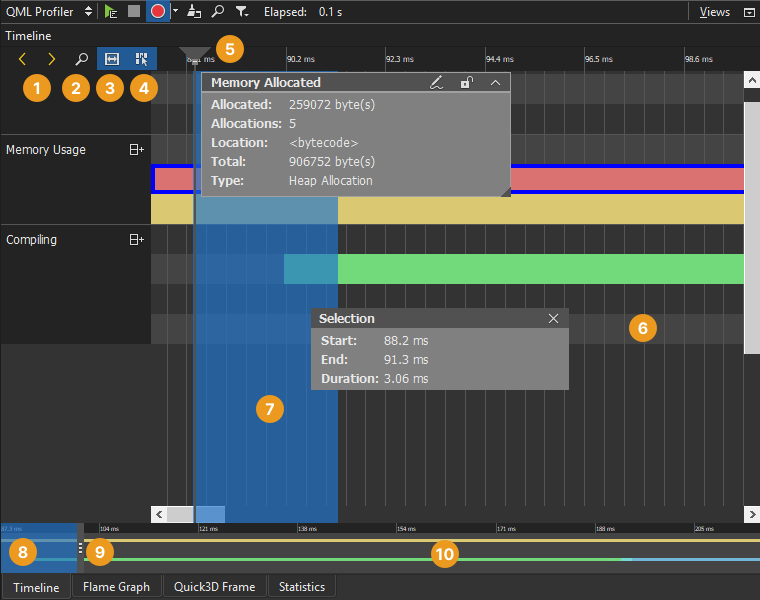 QML Profiler Elapsed: 0.1 s Views
Timeline
90.2 ms 92.3 ms 94.4 ms 96.5 ms 98.6 ms
1 2 3 4 5
Memory Allocated
Allocated: 259072 byte(s)
Allocations: 5
Location: <bytecode>
Total: 906752 byte(s)
Type: Heap Allocation
Memory Usage
Compiling
Selection
Start: 88.2 ms
End: 91.3 ms
Duration: 3.06 ms
6
7
87.3 ms 104 ms 121 ms 138 ms 154 ms 171 ms 188 ms 205 ms
8 9 10
Timeline Flame Graph Quick3D Frame Statistics